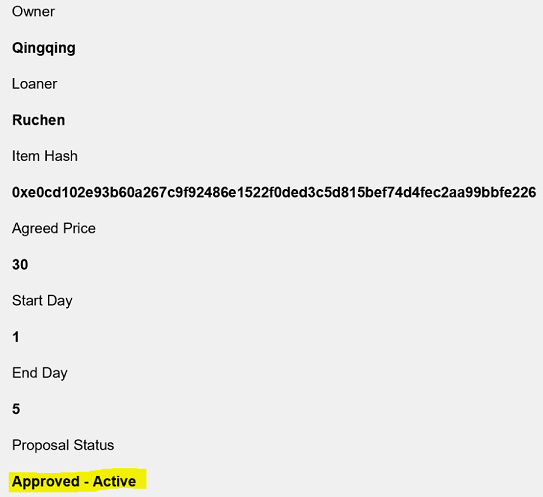 Owner
Qingqing
Loaner
Ruchen
Item Hash
0xe0cd102e93b60a267c9f92486e1522f0ded3c5d815bef74d4fec2aa99bbfe226
Agreed Price
30
Start Day
1
End Day
5
Proposal Status
Approved - Active